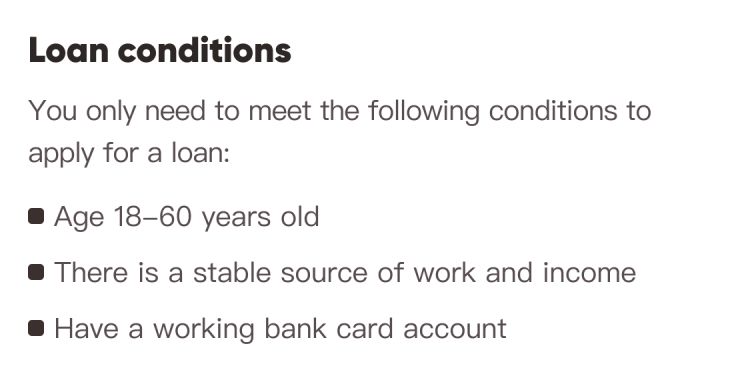 Loan conditions
You only need to meet the following conditions to
apply for a loan:
Age 18–60 years old
There is a stable source of work and income
Have a working bank card account